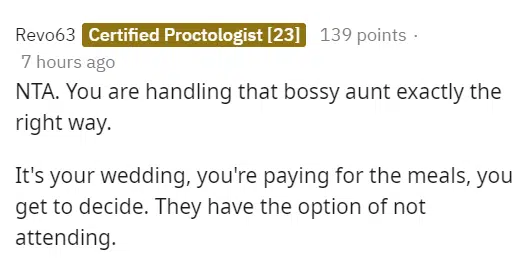 Revo63 Certified Proctologist [23] 139 points ·
7 hours ago
NTA. You are handling that bossy aunt exactly the
right way.
It's your wedding, you're paying for the meals, you
get to decide. They have the option of not
attending.